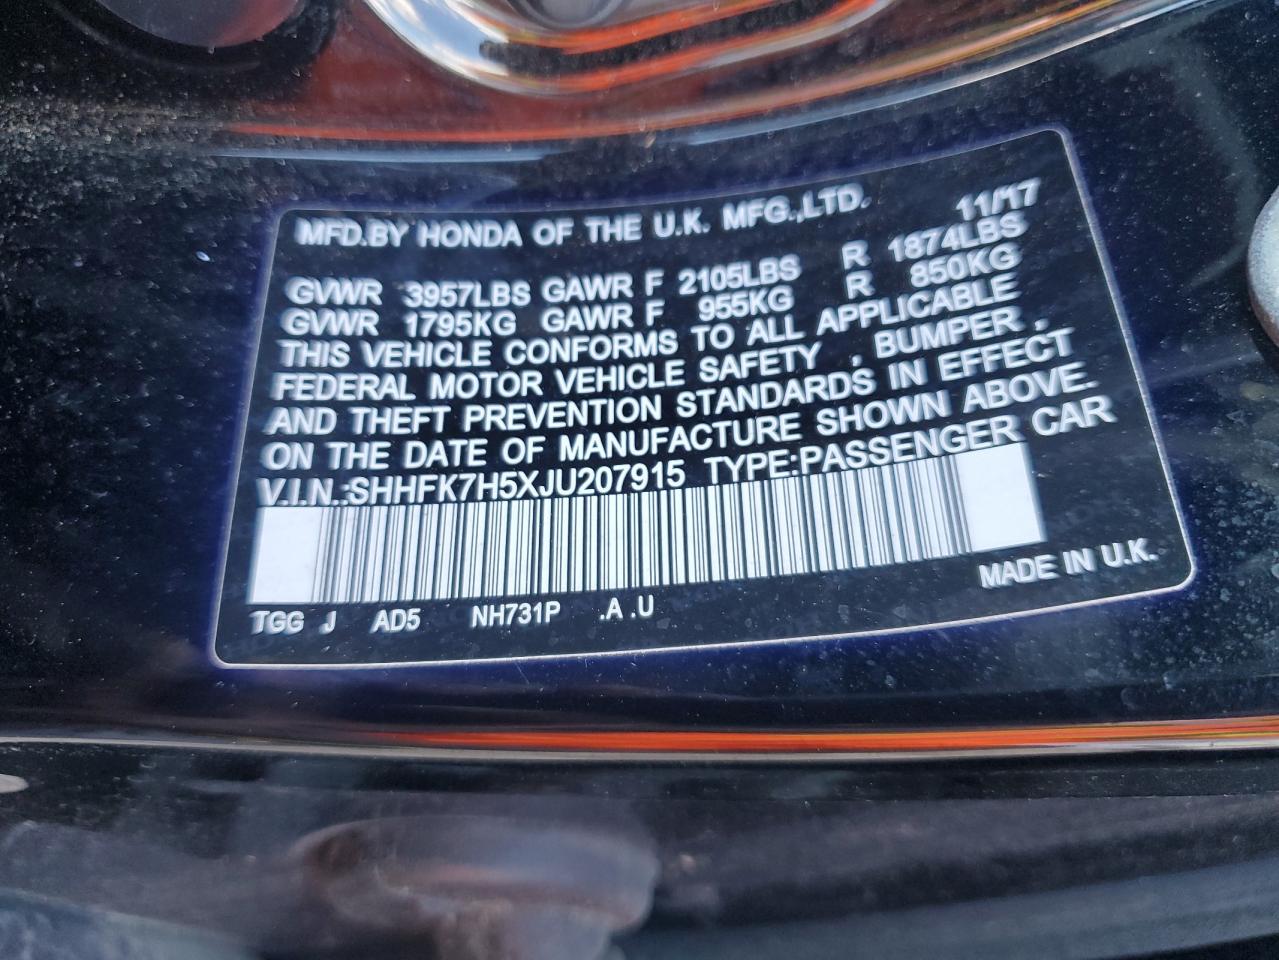 MFD.BY HONDA OF THE U.K. MFG.,LTD. 11/17
GVWR 3957LBS GAWR F 2105LBS R 1874LBS
GVWR 1795KG GAWR F 955KG R 850KG
THIS VEHICLE CONFORMS TO ALL APPLICABLE
FEDERAL MOTOR VEHICLE SAFETY , BUMPER ,
AND THEFT PREVENTION STANDARDS IN EFFECT
ON THE DATE OF MANUFACTURE SHOWN ABOVE.
V.I.N.:SHHFK7H5XJU207915 TYPE:PASSENGER CAR
MADE IN U.K.
TGG J AD5 NH731P .A .U